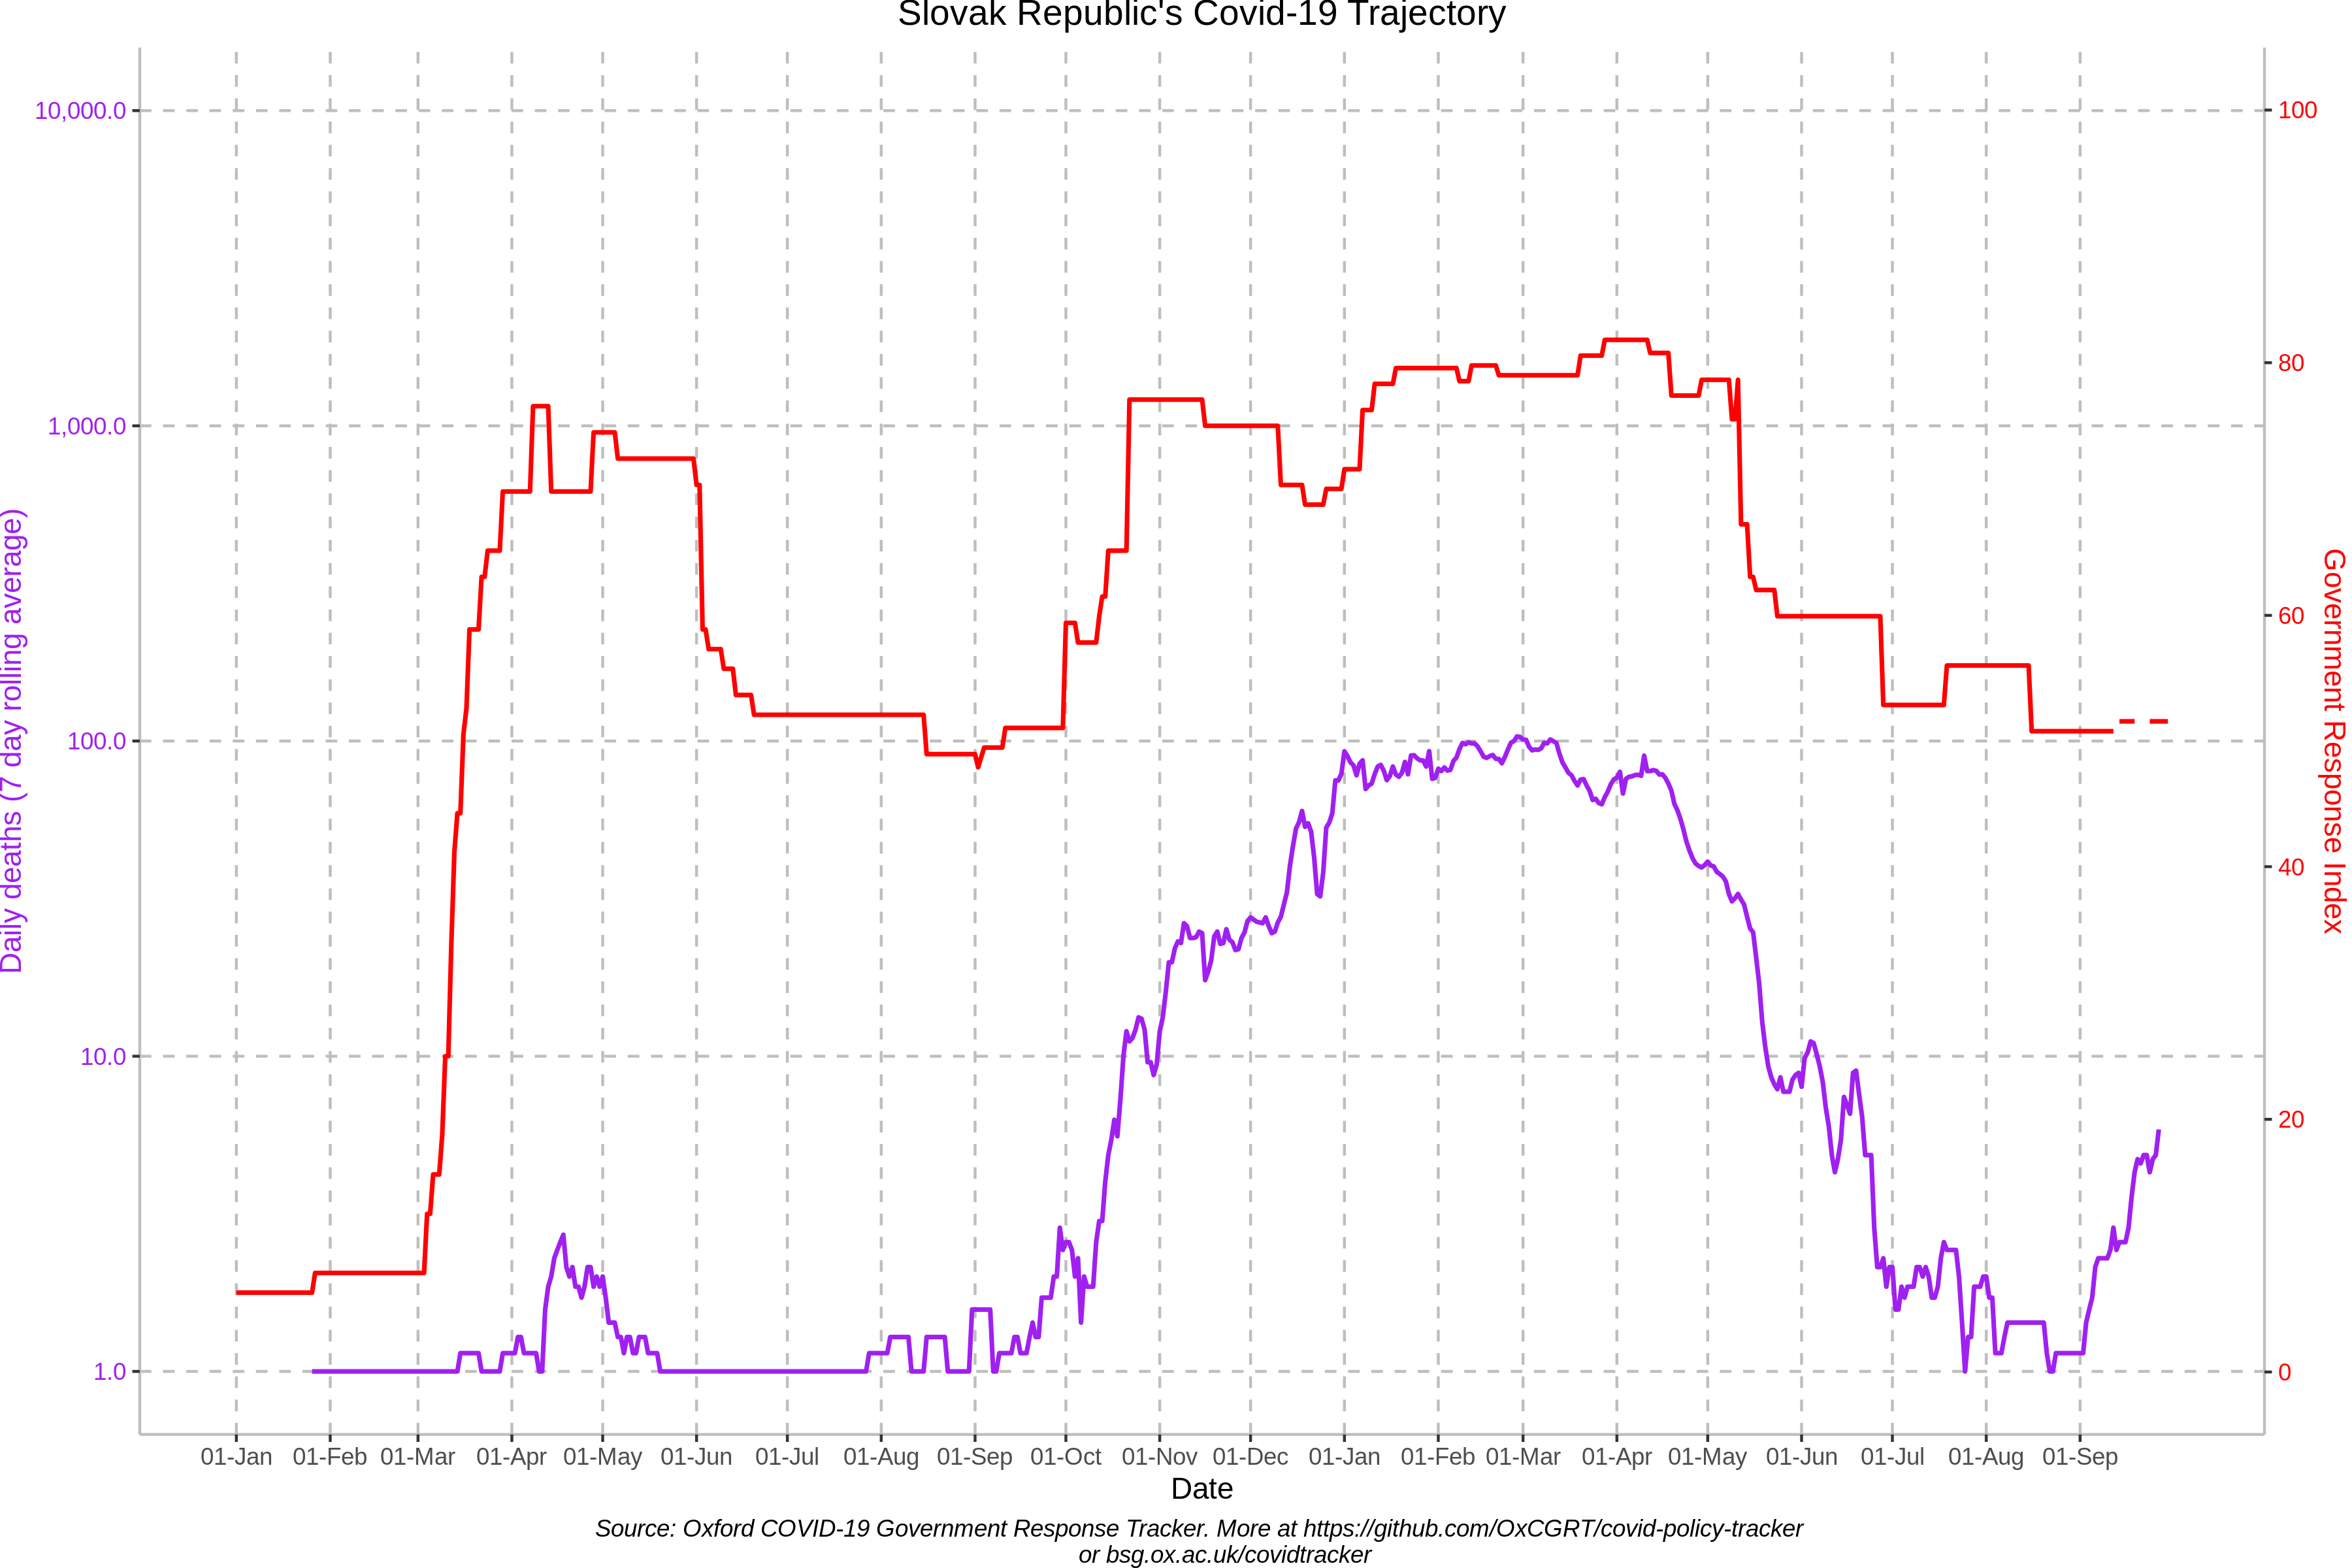 Slovak Republic's Covid-19 Trajectory
10,000.0
1,000.0
100.0
10.0
1.0
Daily deaths (7 day rolling average)
100
80
60
40
20
0
Government Response Index
01-Jan 01-Feb 01-Mar 01-Apr 01-May 01-Jun 01-Jul 01-Aug 01-Sep 01-Oct 01-Nov 01-Dec 01-Jan 01-Feb 01-Mar 01-Apr 01-May 01-Jun 01-Jul 01-Aug 01-Sep
Date
Source: Oxford COVID-19 Government Response Tracker. More at https://github.com/OxCGRT/covid-policy-tracker
or bsg.ox.ac.uk/covidtracker